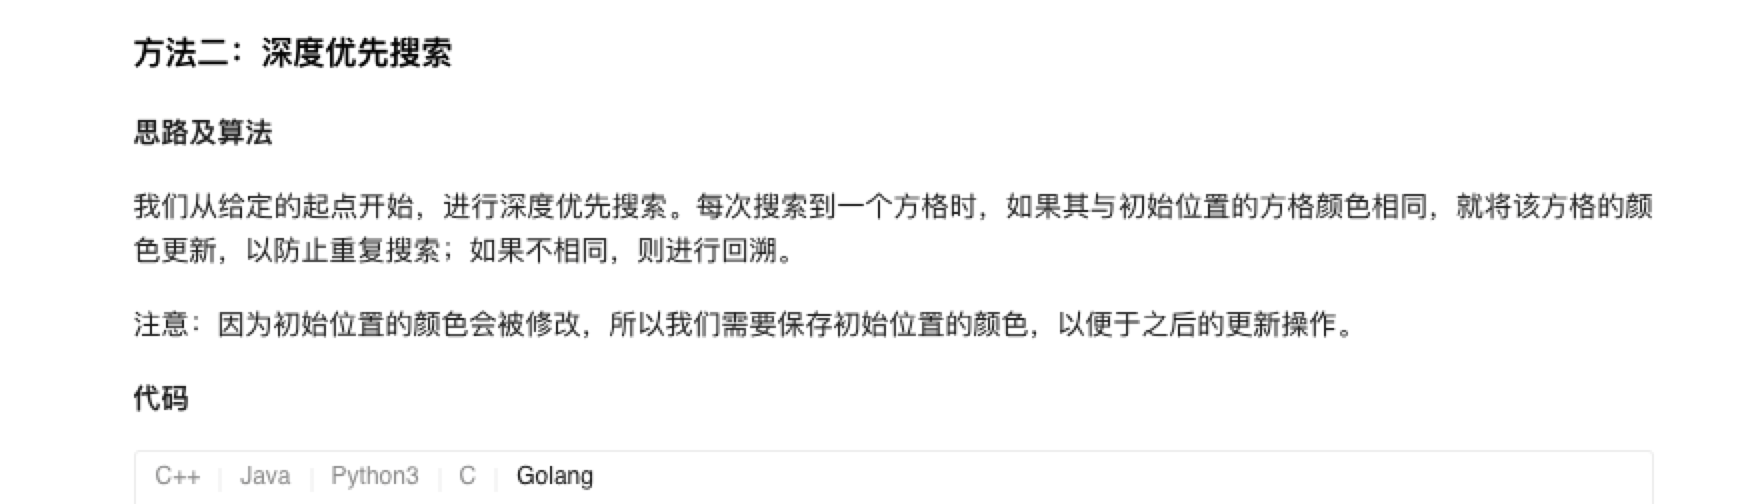 方法二：深度优先搜索
思路及算法
我们从给定的起点开始，进行深度优先搜索。每次搜索到一个方格时，如果其与初始位置的方格颜色相同，就将该方格的颜
色更新，以防止重复搜索；如果不相同，则进行回溯。
注意：因为初始位置的颜色会被修改，所以我们需要保存初始位置的颜色，以便于之后的更新操作。
代码
C++ | Java | Python3 | C | Golang